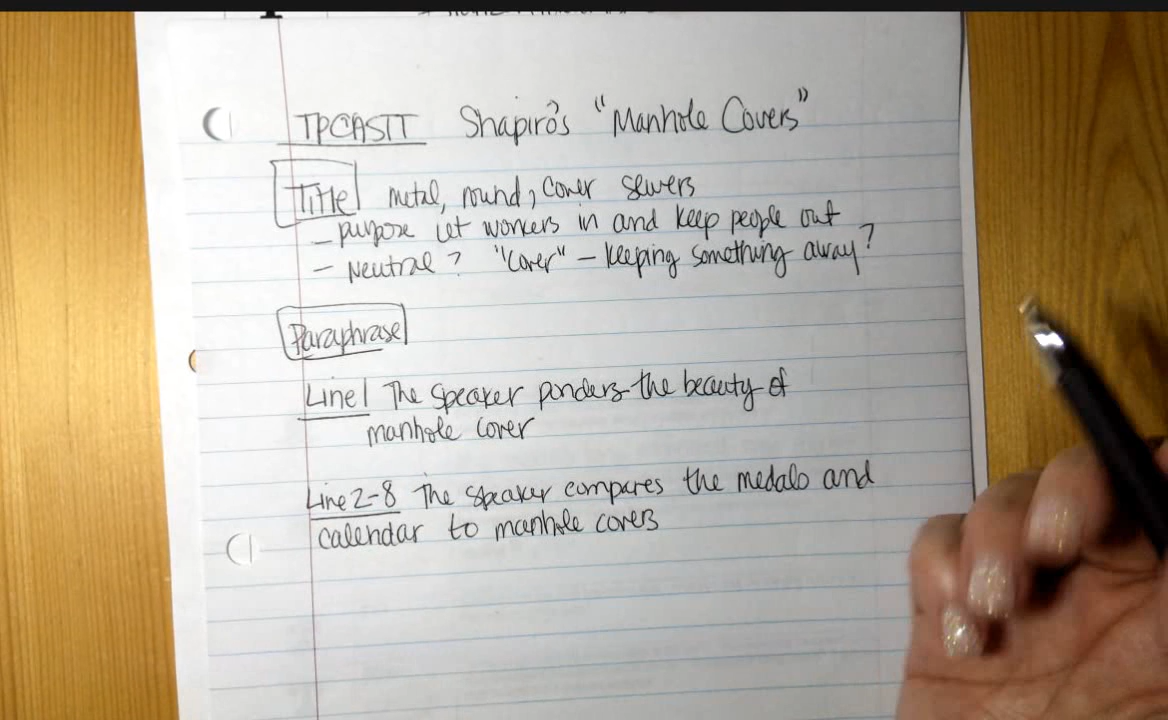 TPCASTT Shapiro's "Manhole Covers"
Title metal, round, cover sewers
- purpose let workers in and keep people out
- Neutral? "cover" - keeping something away?
Paraphrase
Line 1 The speaker ponders the beauty of
manhole cover
Line 2-8 The speaker compares the medals and
calendar to manhole covers